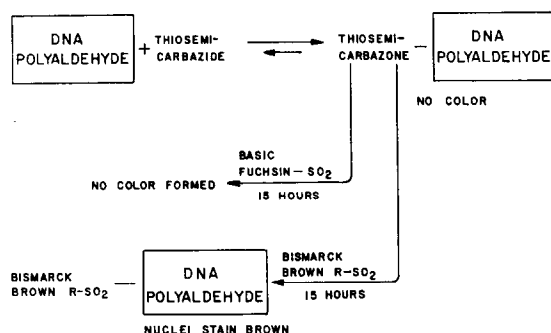 DNA
POLYALDEHYDE
+
THIOSEMI-
CARBAZIDE
THIOSEMI-
CARBAZONE
—
DNA
POLYALDEHYDE
NO COLOR
BASIC
FUCHSIN—SO₂
15 HOURS
NO COLOR FORMED
BISMARCK
BROWN R-SO₂
15 HOURS
BISMARCK
BROWN R-SO₂
—
DNA
POLYALDEHYDE
NUCLEI STAIN BROWN